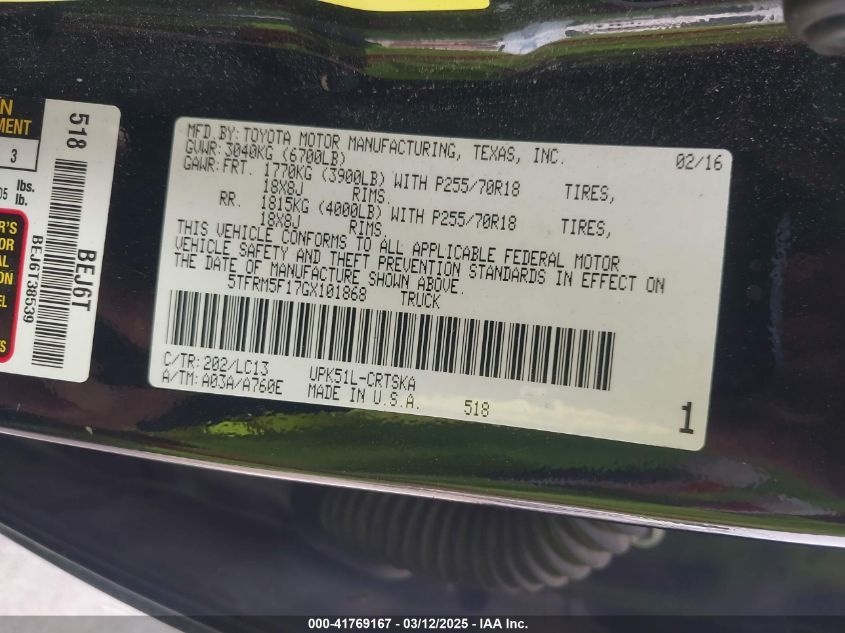 MFD.BY: TOYOTA MOTOR MANUFACTURING, TEXAS, INC. 02/16
GVWR: 3040KG (6700LB)
GAWR: FRT. 1770KG (3900LB) WITH P255/70R18 TIRES,
18X8J RIMS.
RR. 1815KG (4000LB) WITH P255/70R18 TIRES,
18X8J RIMS.
THIS VEHICLE CONFORMS TO ALL APPLICABLE FEDERAL MOTOR
VEHICLE SAFETY AND THEFT PREVENTION STANDARDS IN EFFECT ON
THE DATE OF MANUFACTURE SHOWN ABOVE.
5TFRM5F17GX101868 TRUCK
C/TR: 202/LC13 UPK51L-CRTSKA
A/TM: A03A/A760E MADE IN U.S.A. 518 1
518
BEJ6T
BEJ6T38539
MENT
3
lbs.
lb.
000-41769167 - 03/12/2025 - IAA Inc.